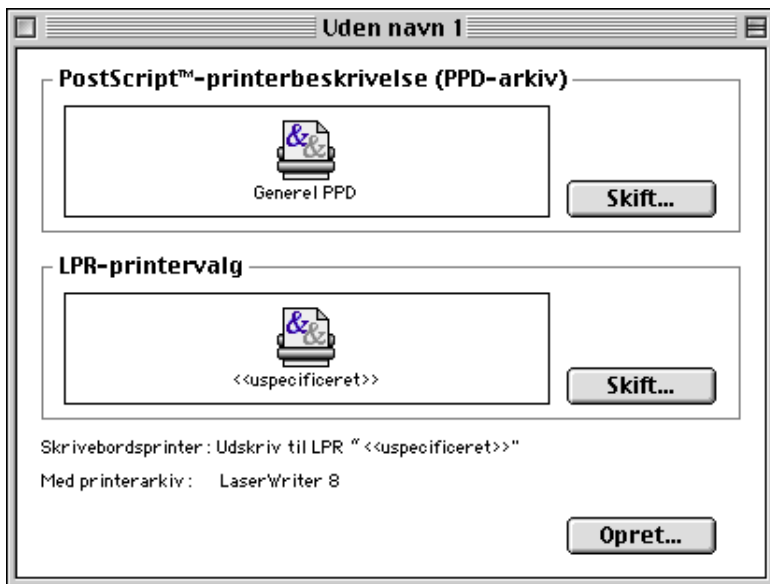 Uden navn 1
PostScript™-printerbeskrivelse (PPD-arkiv)
Generel PPD
Skift...
LPR-printervalg
<<uspecificeret>>
Skift...
Skrivebordsprinter: Udskriv til LPR “<<uspecificeret>>”
Med printerarkiv: LaserWriter 8
Opret...